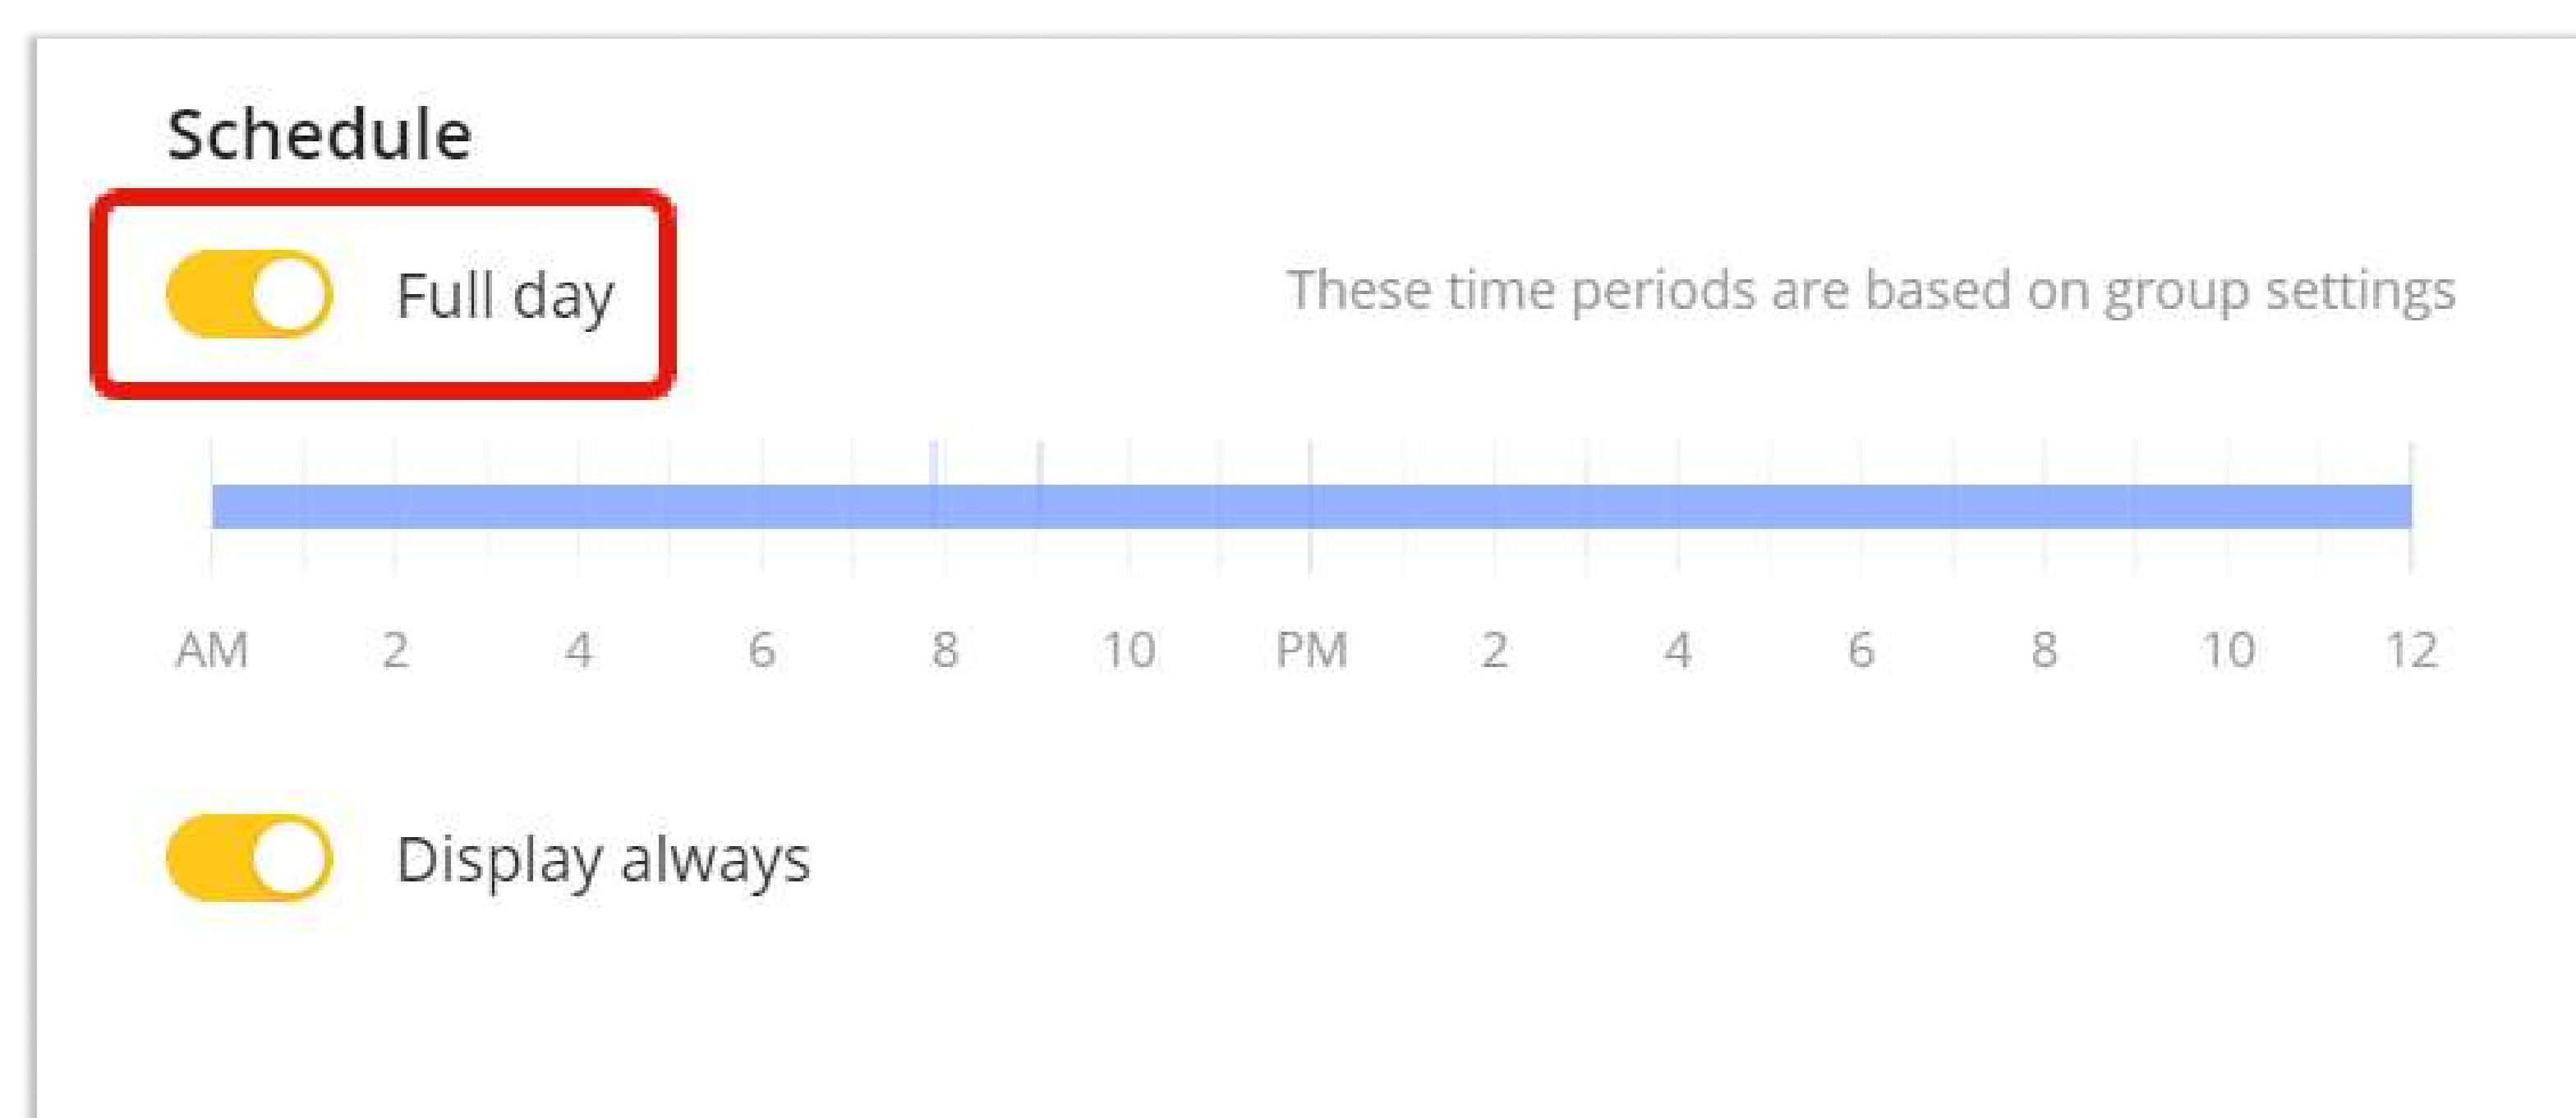 Schedule
Full day
These time periods are based on group settings
AM 2 4 6 8 10 PM 2 4 6 8 10 12
Display always